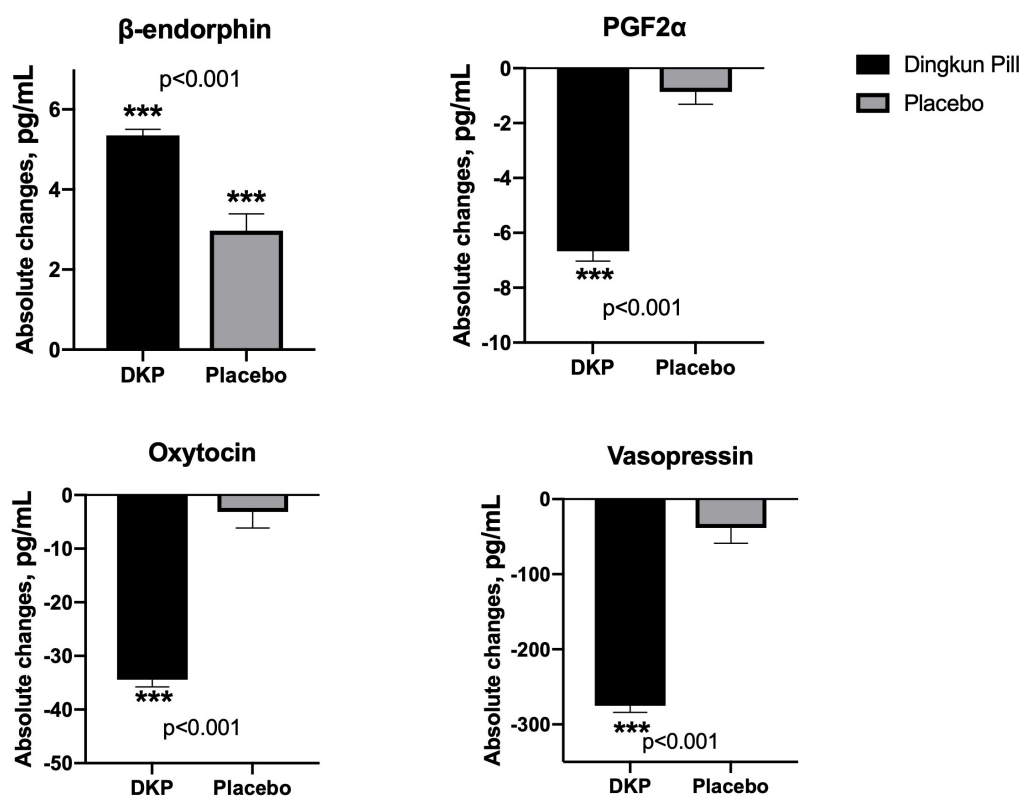 β-endorphin
p<0.001
***
***
Absolute changes, pg/mL
6
4
2
0
DKP Placebo
PGF2α
0
-2
-4
-6
-8
-10
Absolute changes, pg/mL
***
p<0.001
DKP Placebo
Dingkun Pill
Placebo
Oxytocin
0
-10
-20
-30
-40
-50
Absolute changes, pg/mL
***
p<0.001
DKP Placebo
Vasopressin
0
-100
-200
-300
Absolute changes, pg/mL
***
p<0.001
DKP Placebo